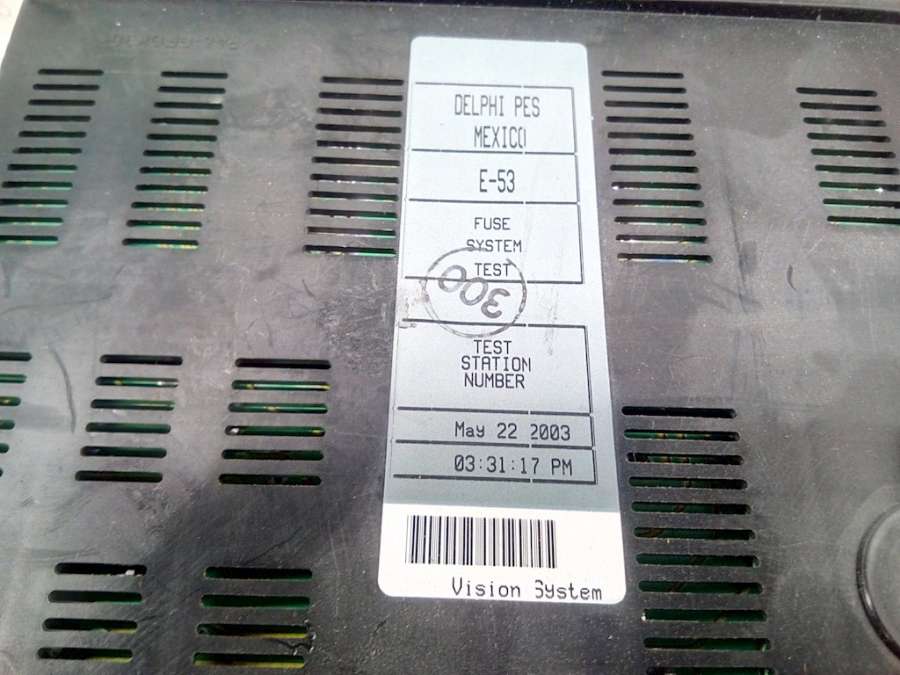 DELPHI PES
MEXICO
E-53
FUSE
SYSTEM
TEST
300
TEST
STATION
NUMBER
May 22 2003
03:31:17 PM
Vision System